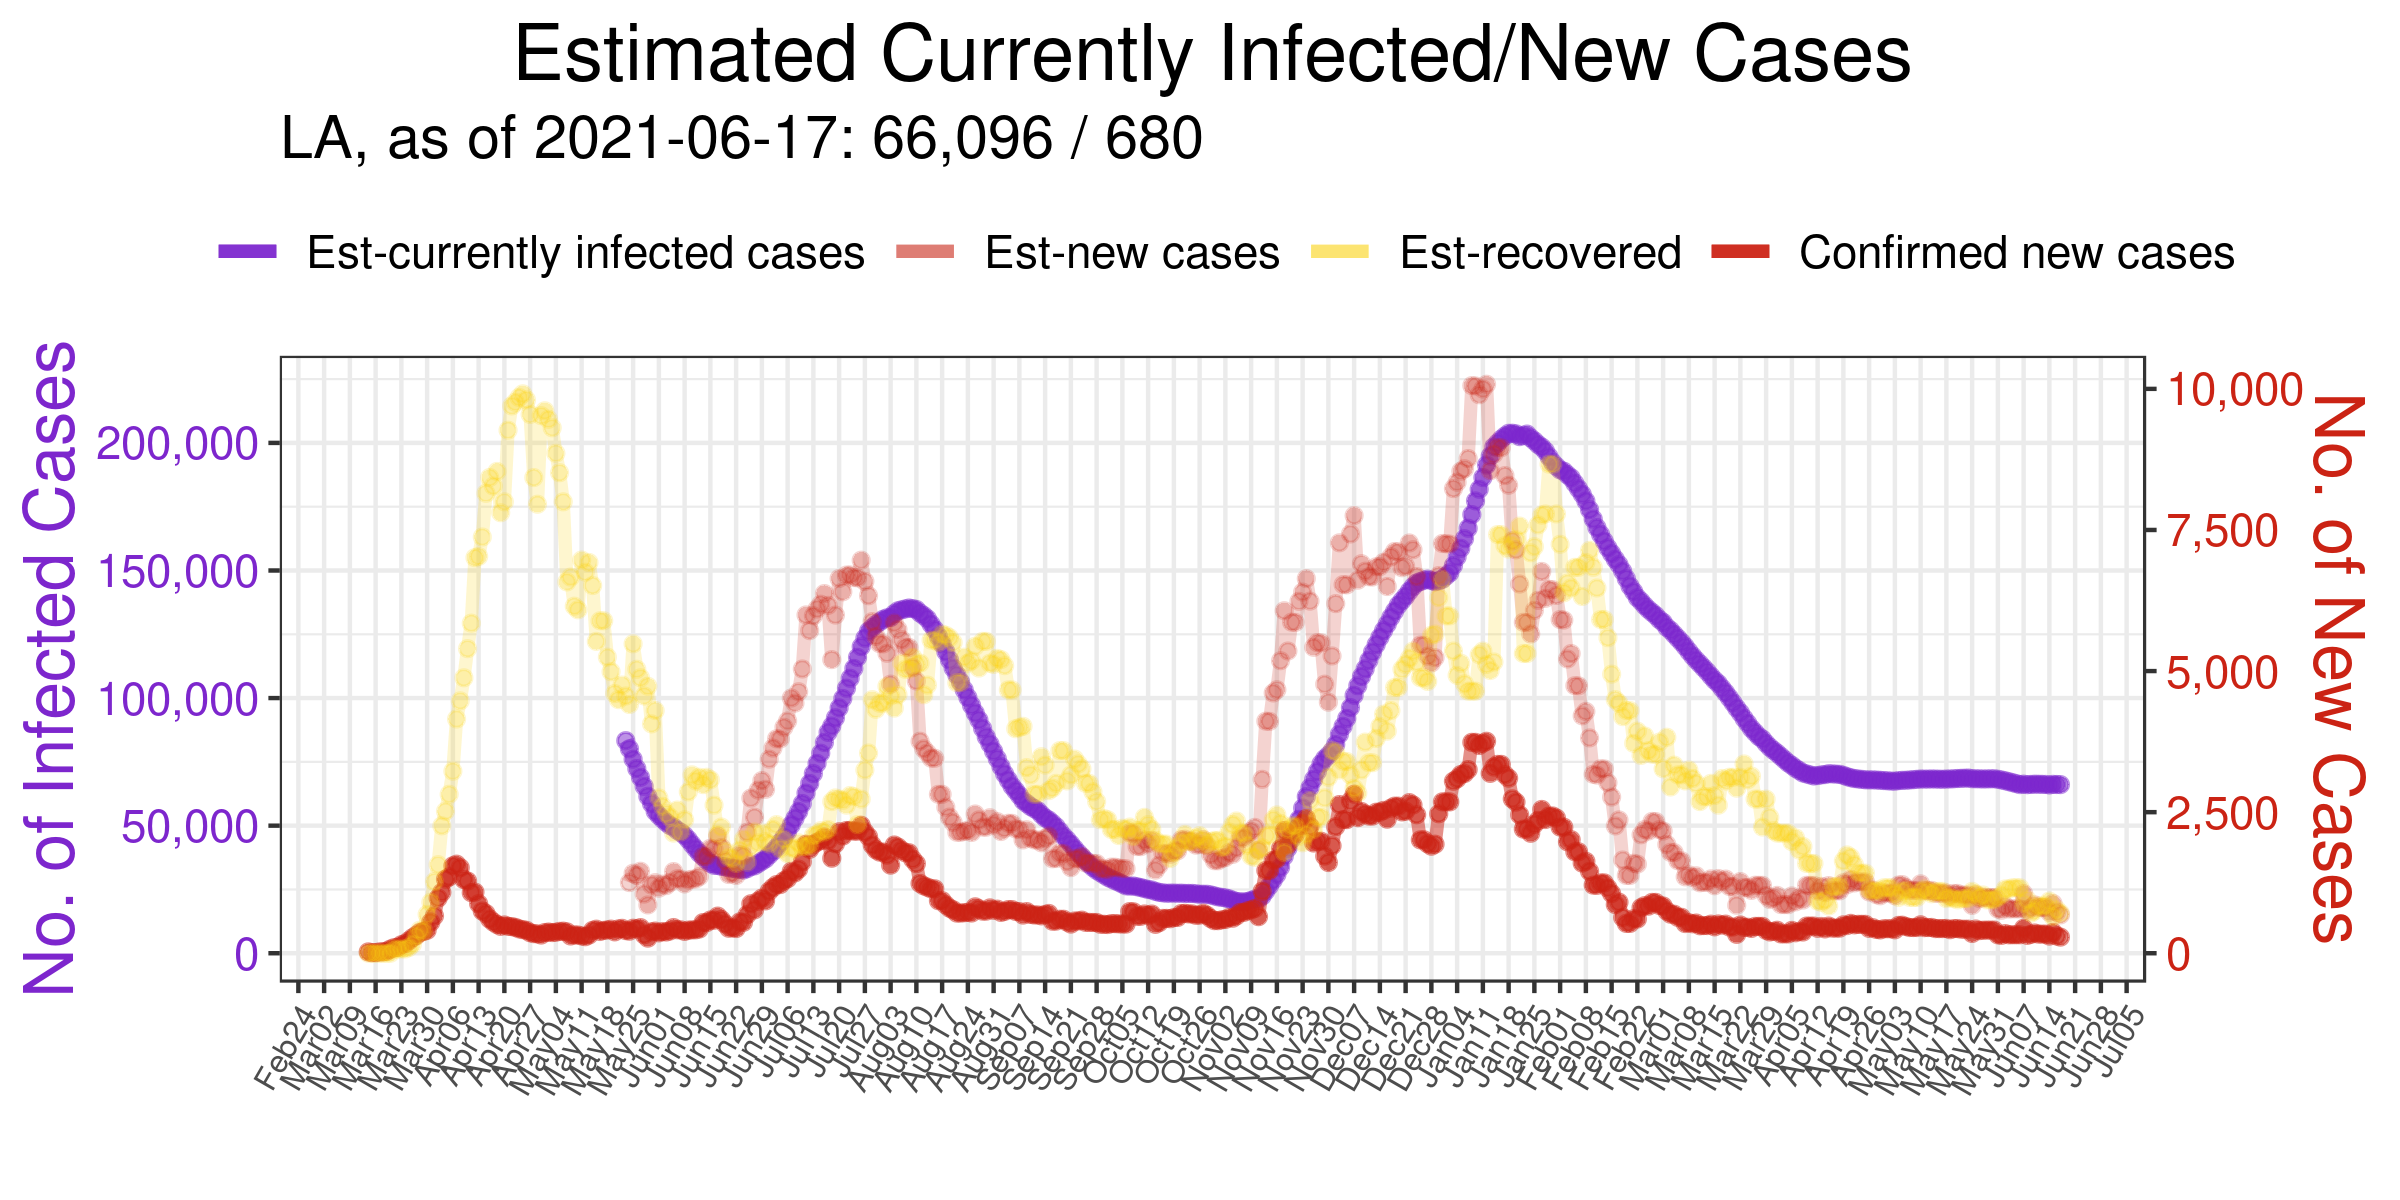 Estimated Currently Infected/New Cases
LA, as of 2021-06-17: 66,096 / 680
Est-currently infected cases
Est-new cases
Est-recovered
Confirmed new cases
No. of Infected Cases
200,000
150,000
100,000
50,000
0
10,000
7,500
5,000
2,500
0
No. of New Cases
Feb24
Mar02
Mar09
Mar16
Mar23
Mar30
Apr06
Apr13
Apr20
Apr27
May04
May11
May18
May25
Jun01
Jun08
Jun15
Jun22
Jun29
Jul06
Jul13
Jul20
Jul27
Aug03
Aug10
Aug17
Aug24
Aug31
Sep07
Sep14
Sep21
Sep28
Oct05
Oct12
Oct19
Oct26
Nov02
Nov09
Nov16
Nov23
Nov30
Dec07
Dec14
Dec21
Dec28
Jan04
Jan11
Jan18
Jan25
Feb01
Feb08
Feb15
Feb22
Mar01
Mar08
Mar15
Mar22
Mar29
Apr05
Apr12
Apr19
Apr26
May03
May10
May17
May24
May31
Jun07
Jun14
Jun21
Jun28
Jul05